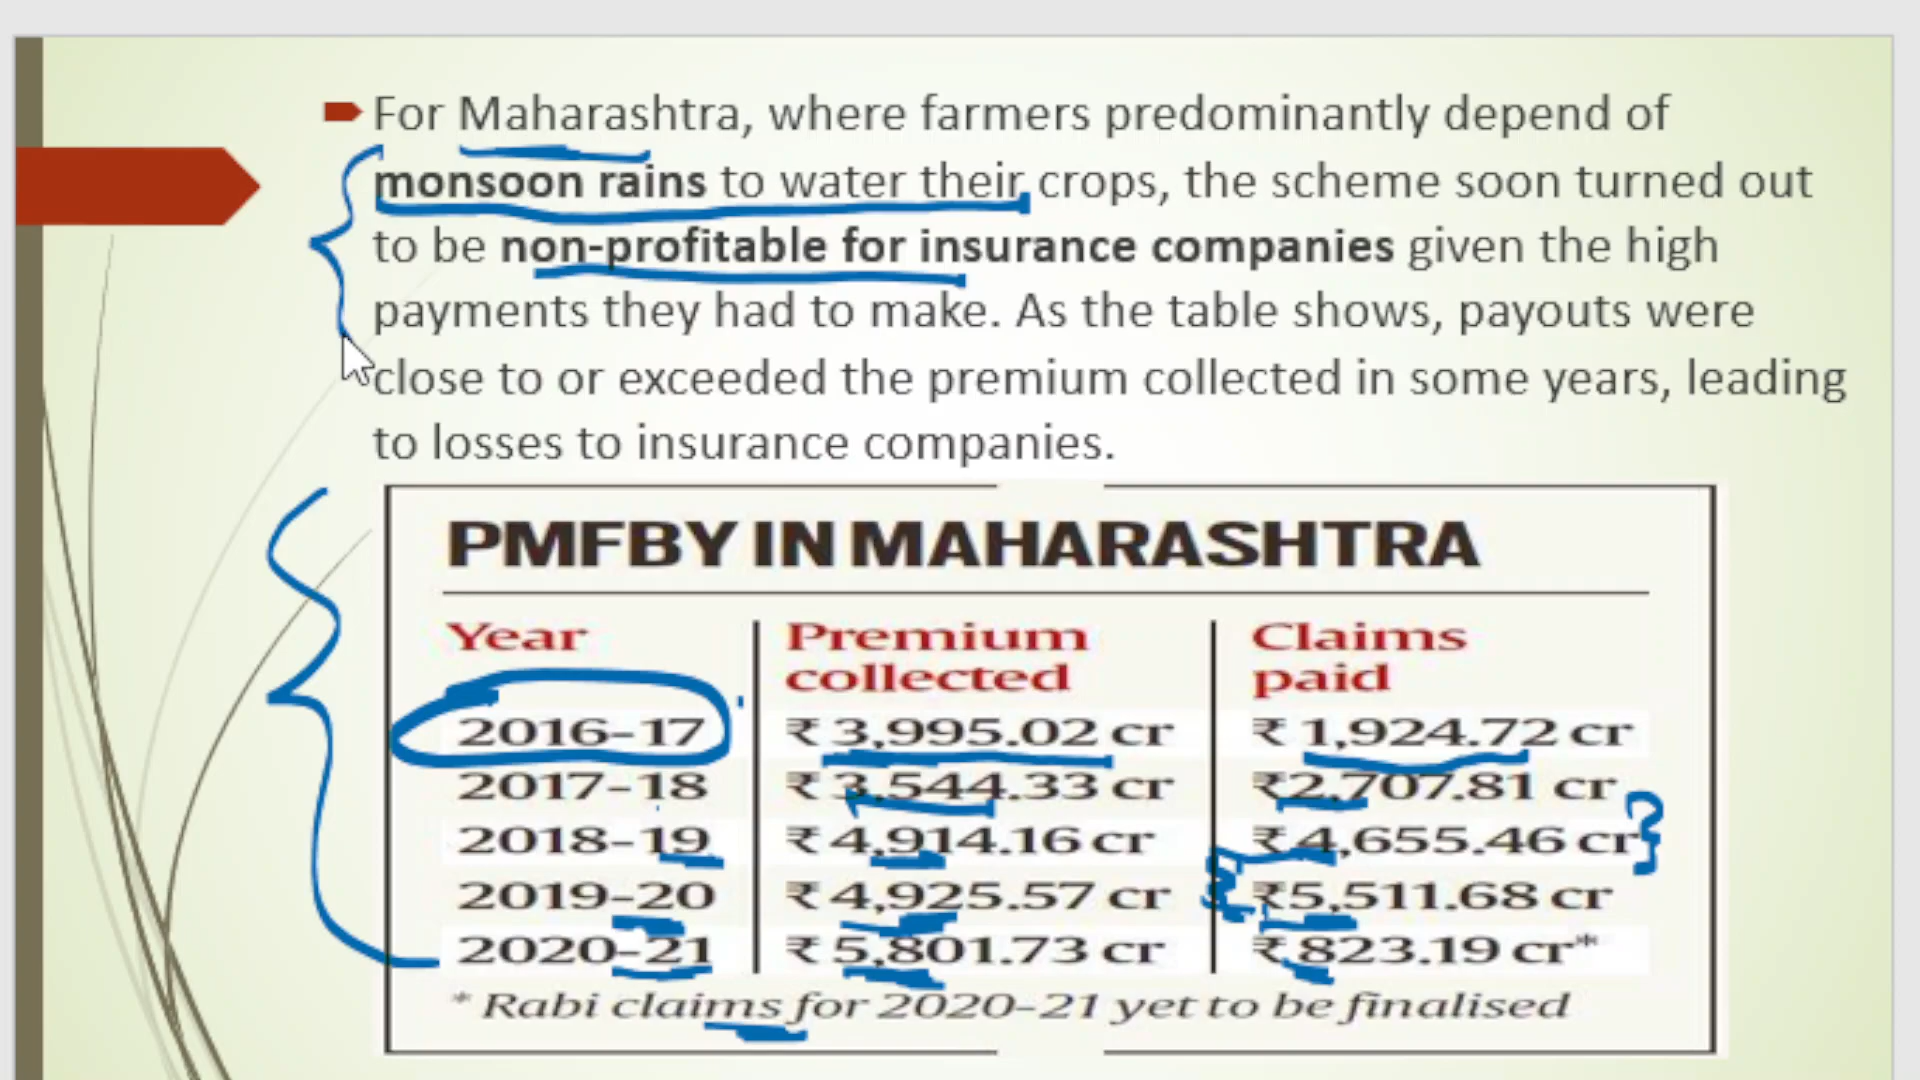 For Maharashtra, where farmers predominantly depend of
monsoon rains to water their crops, the scheme soon turned out
to be non-profitable for insurance companies given the high
payments they had to make. As the table shows, payouts were
close to or exceeded the premium collected in some years, leading
to losses to insurance companies.
PMFBY IN MAHARASHTRA
Year Premium collected Claims paid
2016-17 ₹ 3,995.02 cr ₹ 1,924.72 cr
2017-18 ₹ 3,544.33 cr ₹2,707.81 cr
2018-19 ₹ 4,914.16 cr ₹ 4,655.46 cr
2019-20 ₹ 4,925.57 cr ₹5,511.68 cr
2020-21 ₹ 5,801.73 cr ₹ 823.19 cr*
* Rabi claims for 2020-21 yet to be finalised